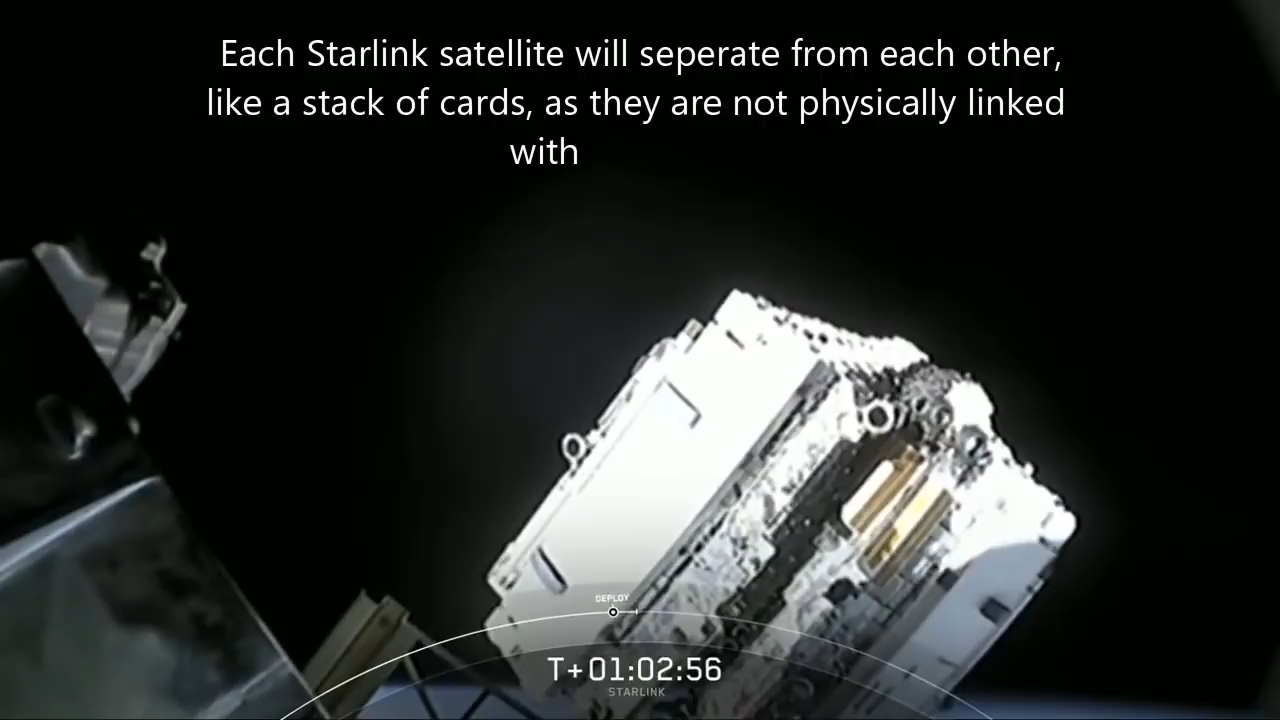 Each Starlink satellite will seperate from each other,
like a stack of cards, as they are not physically linked
with
DEPLOY
T+01:02:56
STARLINK